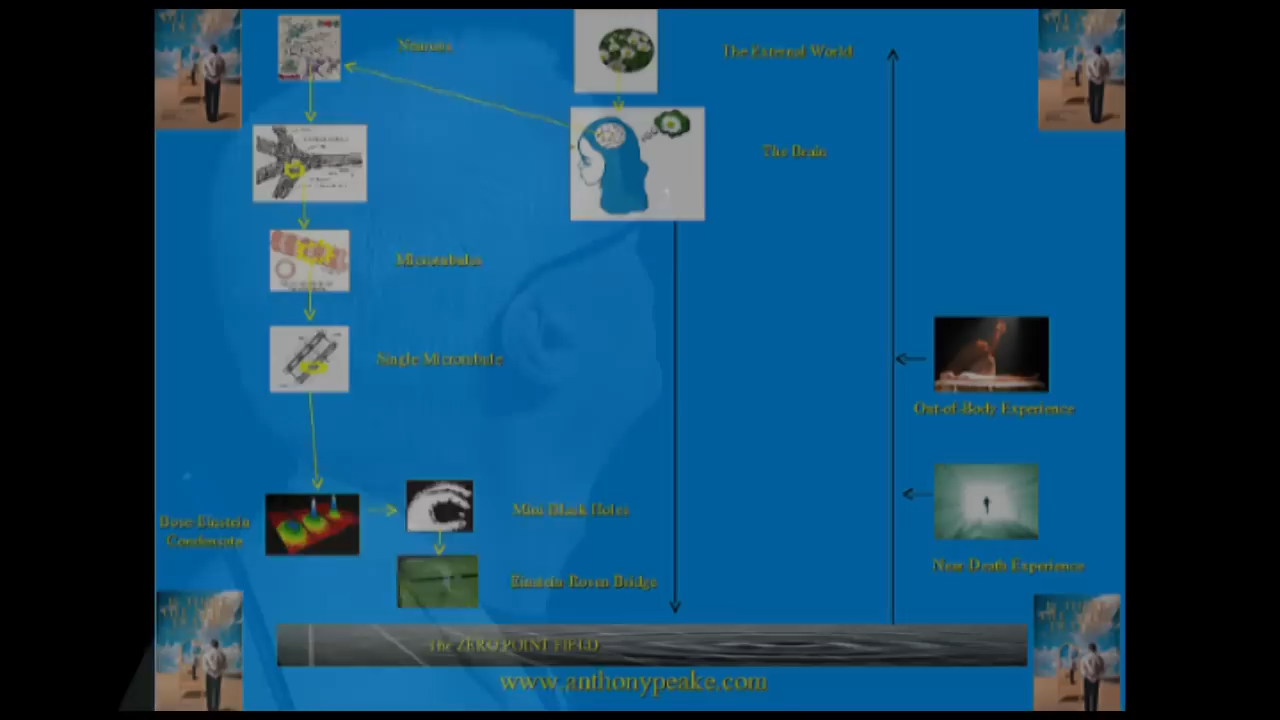 Neurons
The External World
The Brain
Microtubules
Single Microtubule
Out-of-Body Experience
Bose-Einstein
Condensate
Mini Black Holes
Near-Death Experience
Einstein-Rosen Bridge
The ZERO POINT FIELD
www.anthonypeake.com